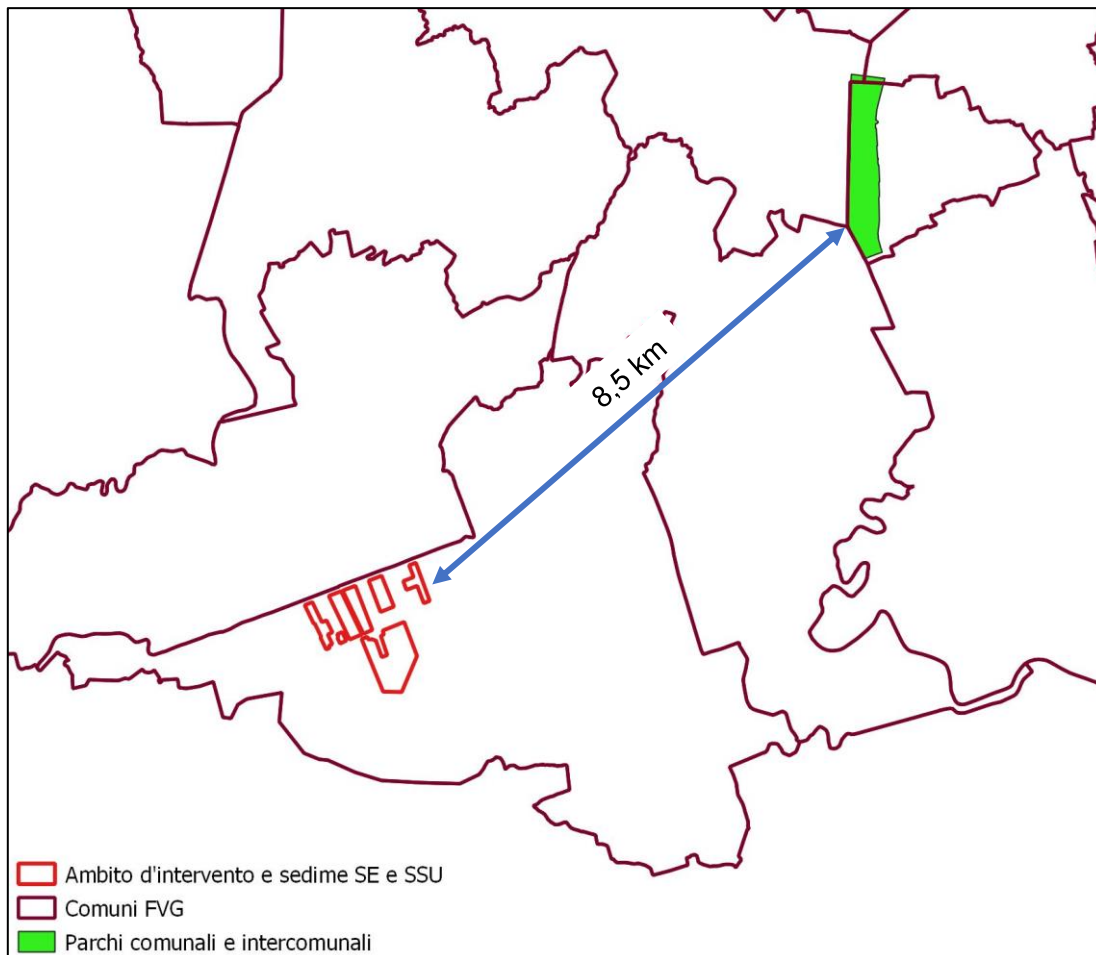 8,5 km
Ambito d'intervento e sedime SE e SSU
Comuni FVG
Parchi comunali e intercomunali